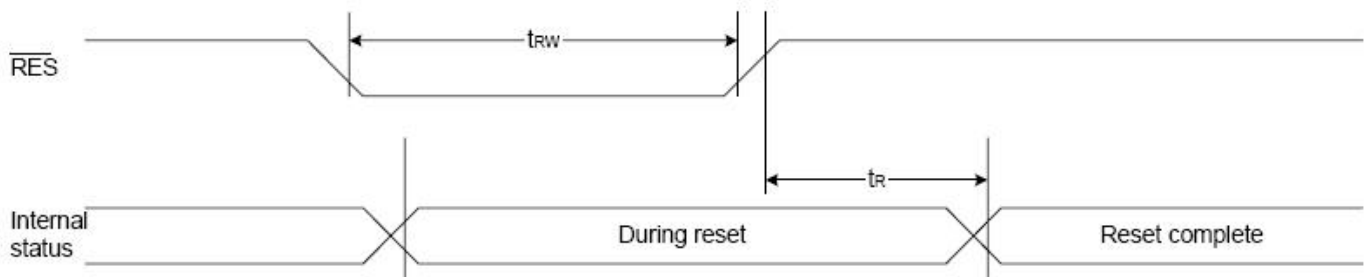 tRW
RES
tR
Internal
status
During reset
Reset complete